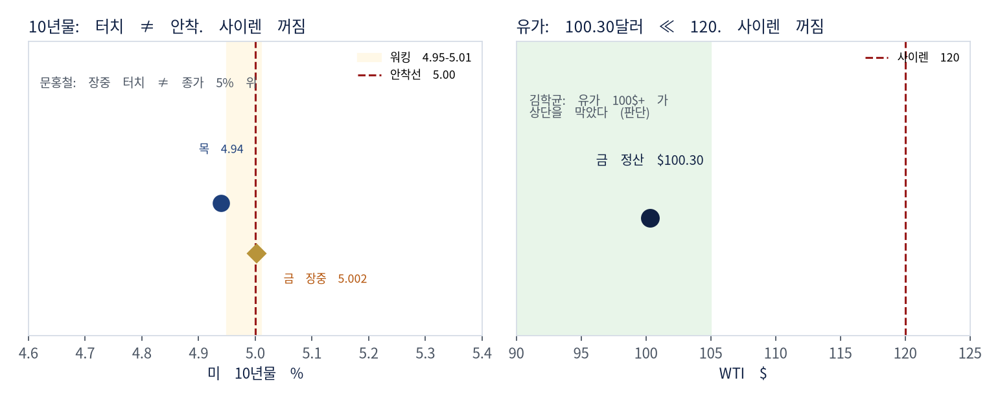 10년물: 터치 ≠ 안착. 사이렌 꺼짐
워킹 4.95-5.01
안착선 5.00
문홍철: 장중 터치 ≠ 종가 5% 위
목 4.94
금 장중 5.002
4.6 4.7 4.8 4.9 5.0 5.1 5.2 5.3 5.4
미 10년물 %
유가: 100.30달러 ≪ 120. 사이렌 꺼짐
사이렌 120
김학균: 유가 100$+ 가
상단을 막았다 (판단)
금 정산 $100.30
90 95 100 105 110 115 120 125
WTI $